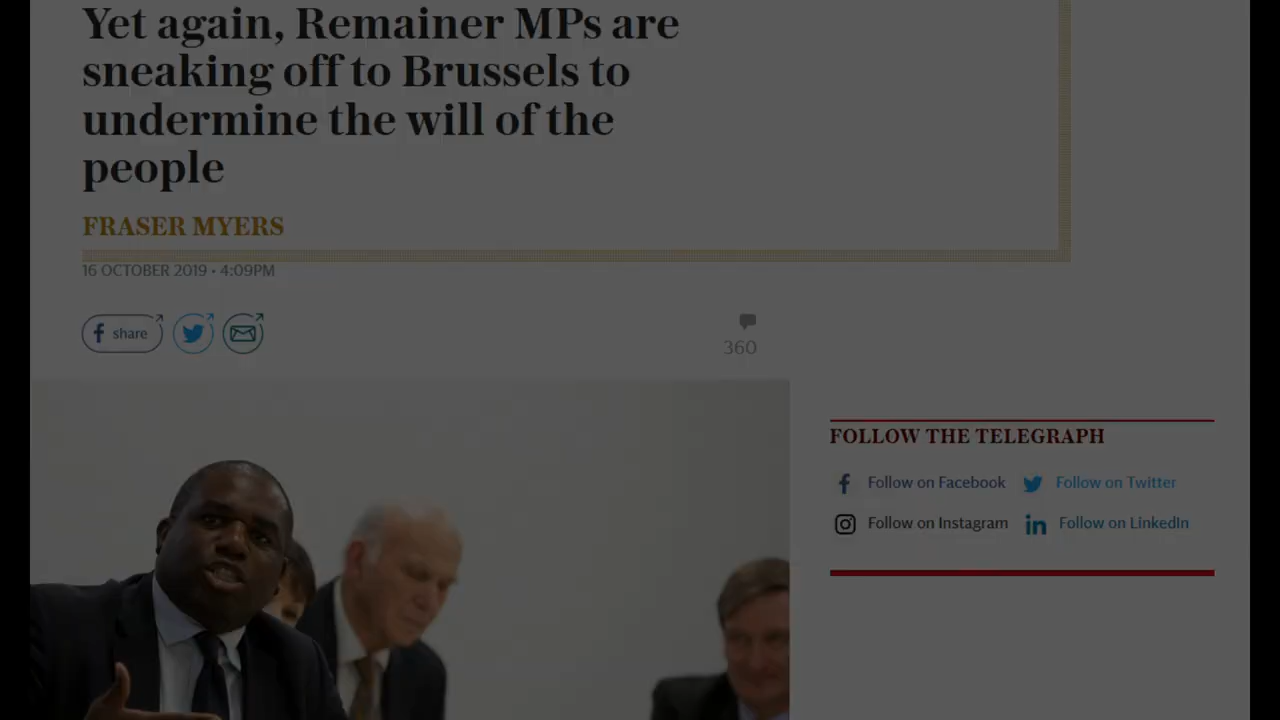 Yet again, Remainer MPs are
sneaking off to Brussels to
undermine the will of the
people
FRASER MYERS
16 OCTOBER 2019 • 4:09PM
share
360
FOLLOW THE TELEGRAPH
Follow on Facebook
Follow on Twitter
Follow on Instagram
Follow on LinkedIn